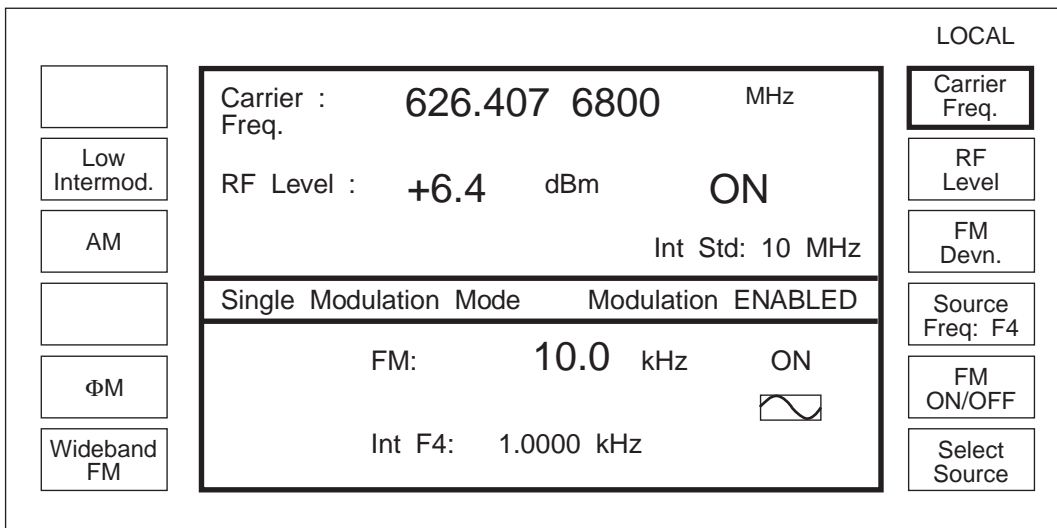 LOCAL
Low
Intermod.
AM
ΦM
Wideband
FM
Carrier : 626.407 6800 MHz
Freq.
RF Level : +6.4 dBm ON
Int Std: 10 MHz
Single Modulation Mode Modulation ENABLED
FM: 10.0 kHz ON
Int F4: 1.0000 kHz
Carrier
Freq.
RF
Level
FM
Devn.
Source
Freq: F4
FM
ON/OFF
Select
Source